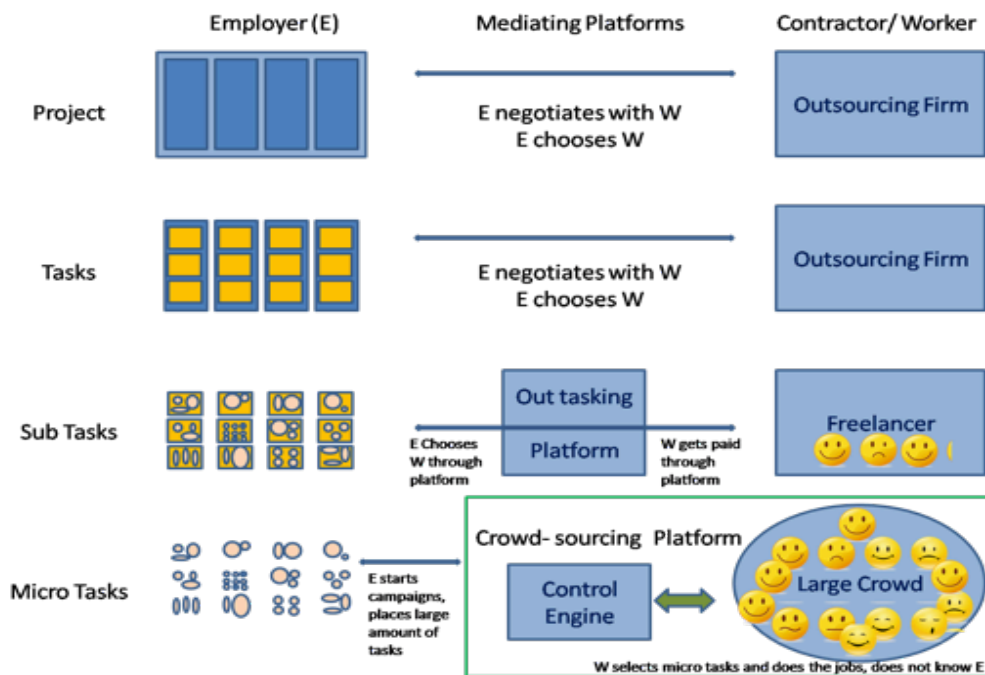 Employer (E)
Mediating Platforms
Contractor/ Worker
Project
E negotiates with W
E chooses W
Outsourcing Firm
Tasks
E negotiates with W
E chooses W
Outsourcing Firm
Sub Tasks
E Chooses
W through
platform
Out tasking
Platform
W gets paid
through
platform
Freelancer
Micro Tasks
E starts
campaigns,
places large
amount of
tasks
Crowd- sourcing Platform
Control
Engine
Large Crowd
W selects micro tasks and does the jobs, does not know E